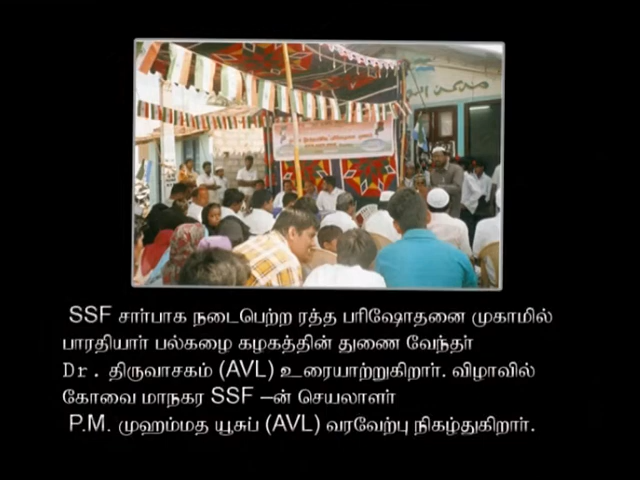 SSF சார்பாக நடைபெற்ற ரத்த பரிஷோதனை முகாமில்
பாரதியார் பல்கழை கழகத்தின் துணை வேந்தர்
Dr. திருவாசகம் (AVL) உரையாற்றுகிறார். விழாவில்
கோவை மாநகர SSF –ன் செயலாளர்
P.M. முஹம்மத யூசுப் (AVL) வரவேற்பு நிகழ்துகிறார்.